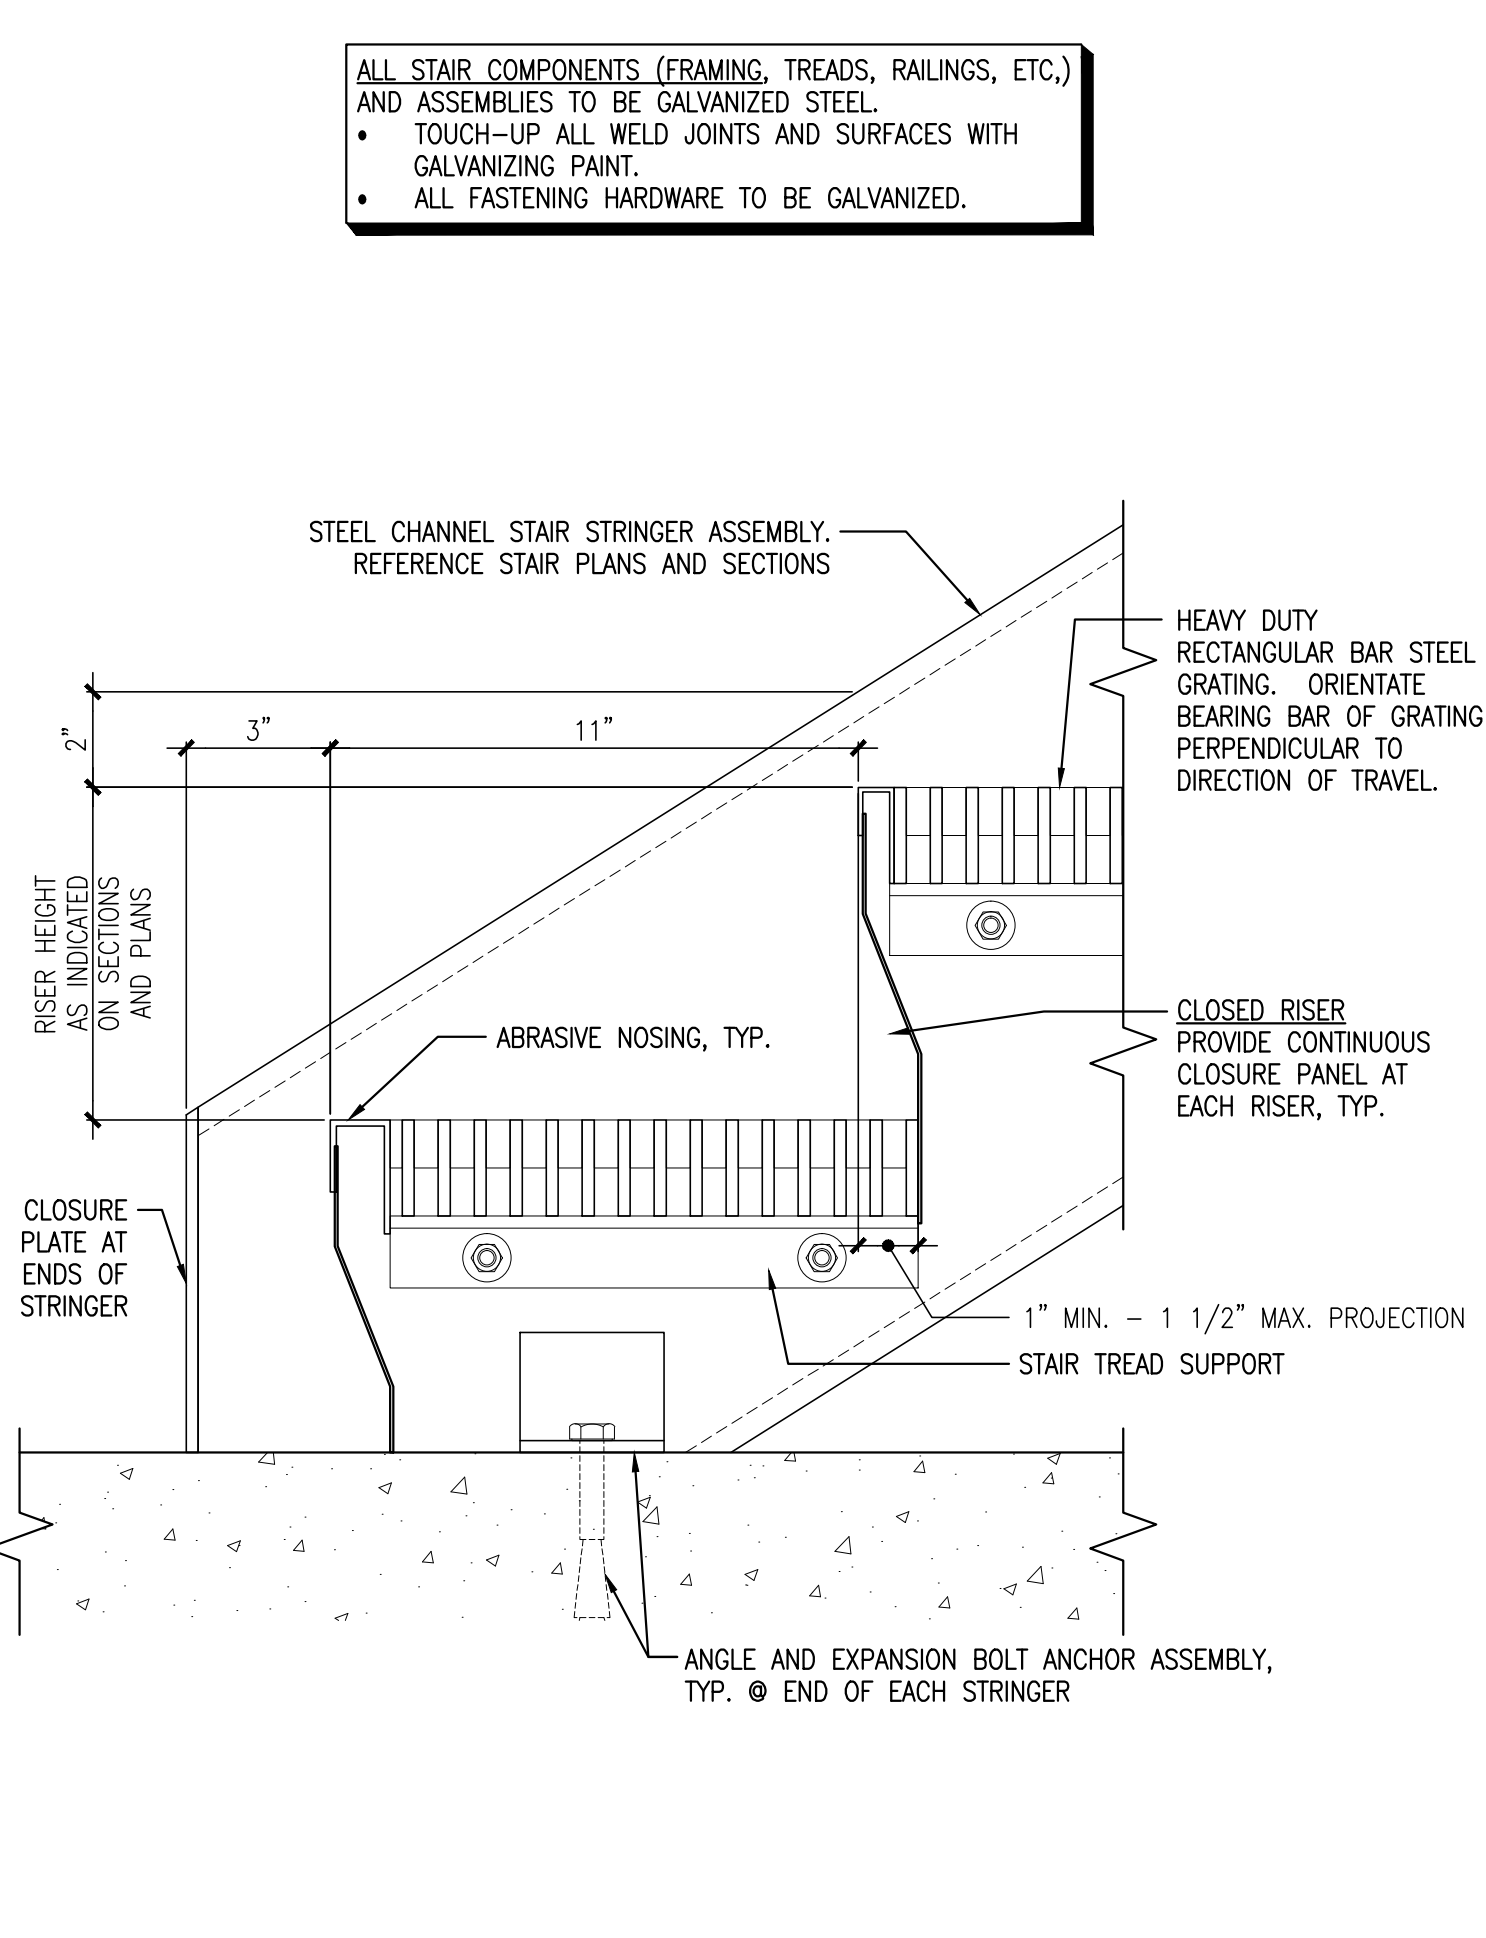 ALL STAIR COMPONENTS (FRAMING, TREADS, RAILINGS, ETC,)
AND ASSEMBLIES TO BE GALVANIZED STEEL.
• TOUCH-UP ALL WELD JOINTS AND SURFACES WITH
GALVANIZING PAINT.
• ALL FASTENING HARDWARE TO BE GALVANIZED.
STEEL CHANNEL STAIR STRINGER ASSEMBLY.
REFERENCE STAIR PLANS AND SECTIONS
HEAVY DUTY
RECTANGULAR BAR STEEL
GRATING. ORIENTATE
BEARING BAR OF GRATING
PERPENDICULAR TO
DIRECTION OF TRAVEL.
2"
3"
11"
RISER HEIGHT
AS INDICATED
ON SECTIONS
AND PLANS
CLOSED RISER
PROVIDE CONTINUOUS
CLOSURE PANEL AT
EACH RISER, TYP.
ABRASIVE NOSING, TYP.
CLOSURE
PLATE AT
ENDS OF
STRINGER
1" MIN. - 1 1/2" MAX. PROJECTION
STAIR TREAD SUPPORT
ANGLE AND EXPANSION BOLT ANCHOR ASSEMBLY,
TYP. @ END OF EACH STRINGER